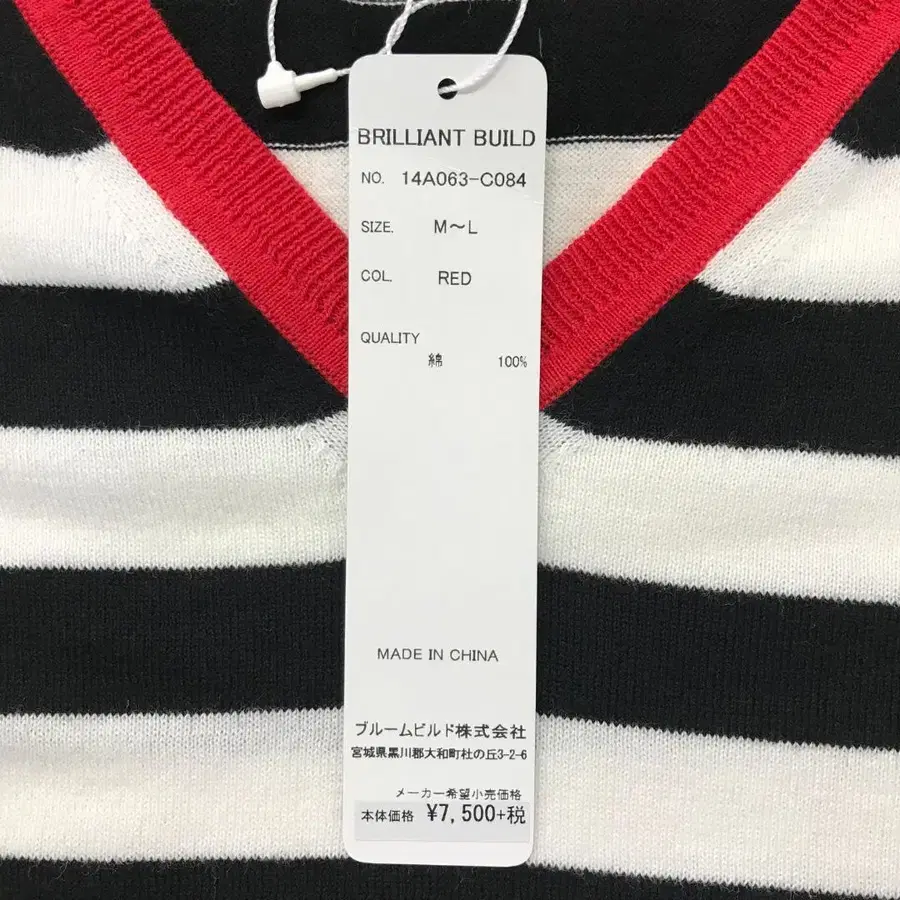 BRILLIANT BUILD
NO. 14A063-C084
SIZE. M～L
COL. RED
QUALITY
綿 100%
MADE IN CHINA
ブルームビルド株式会社
宮城県黒川郡大和町杜の丘3-2-6
メーカー希望小売価格
本体価格 ¥7,500+税